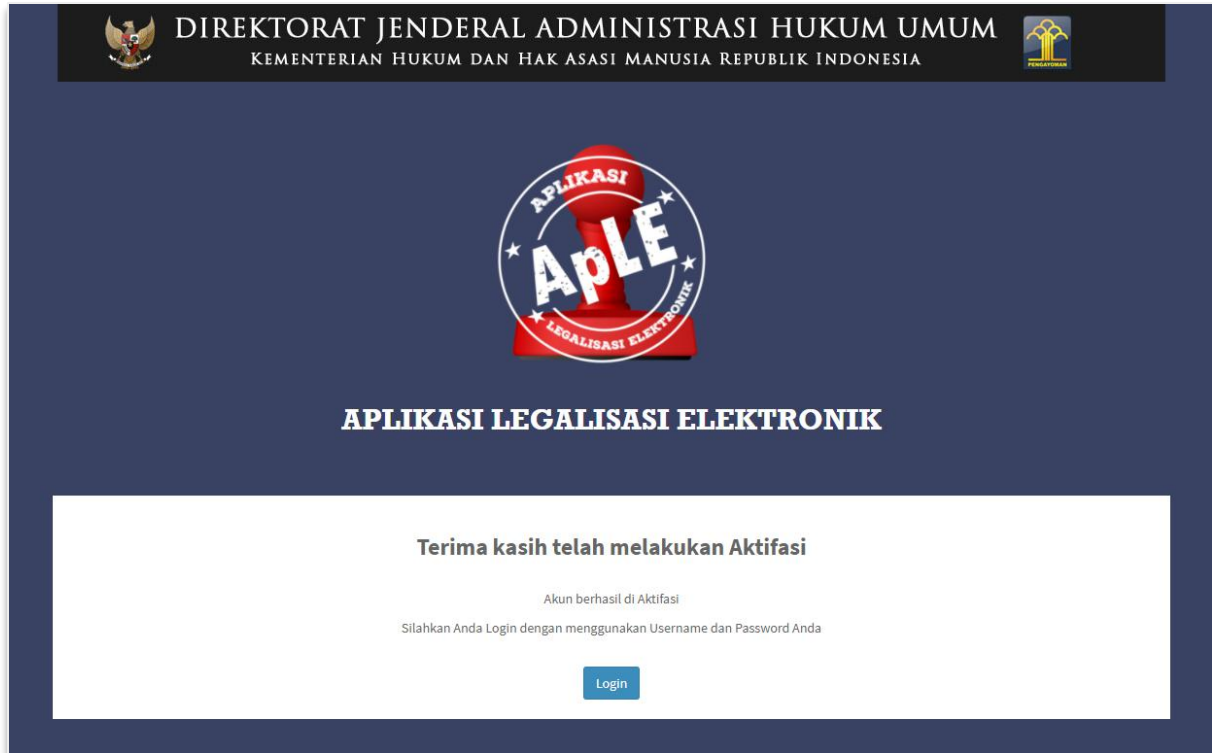 DIREKTORAT JENDERAL ADMINISTRASI HUKUM UMUM
KEMENTERIAN HUKUM DAN HAK ASASI MANUSIA REPUBLIK INDONESIA
PENGAYOMAN
APLIKASI
ApLE
LEGALISASI ELEKTRONIK
APLIKASI LEGALISASI ELEKTRONIK
Terima kasih telah melakukan Aktifasi
Akun berhasil di Aktifasi
Silahkan Anda Login dengan menggunakan Username dan Password Anda
Login